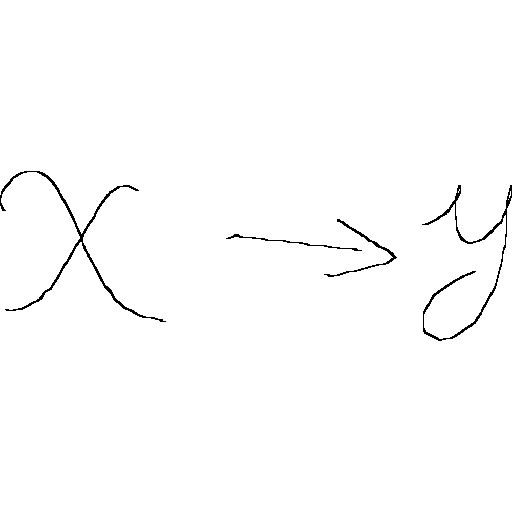 x → y